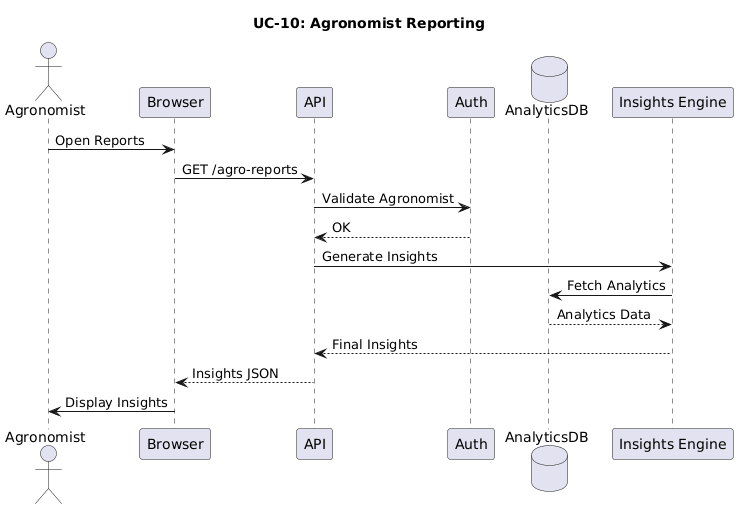 UC-10: Agronomist Reporting
Agronomist
Browser
API
Auth
AnalyticsDB
Insights Engine
Open Reports
GET /agro-reports
Validate Agronomist
OK
Generate Insights
Fetch Analytics
Analytics Data
Final Insights
Insights JSON
Display Insights
Agronomist
Browser
API
Auth
AnalyticsDB
Insights Engine